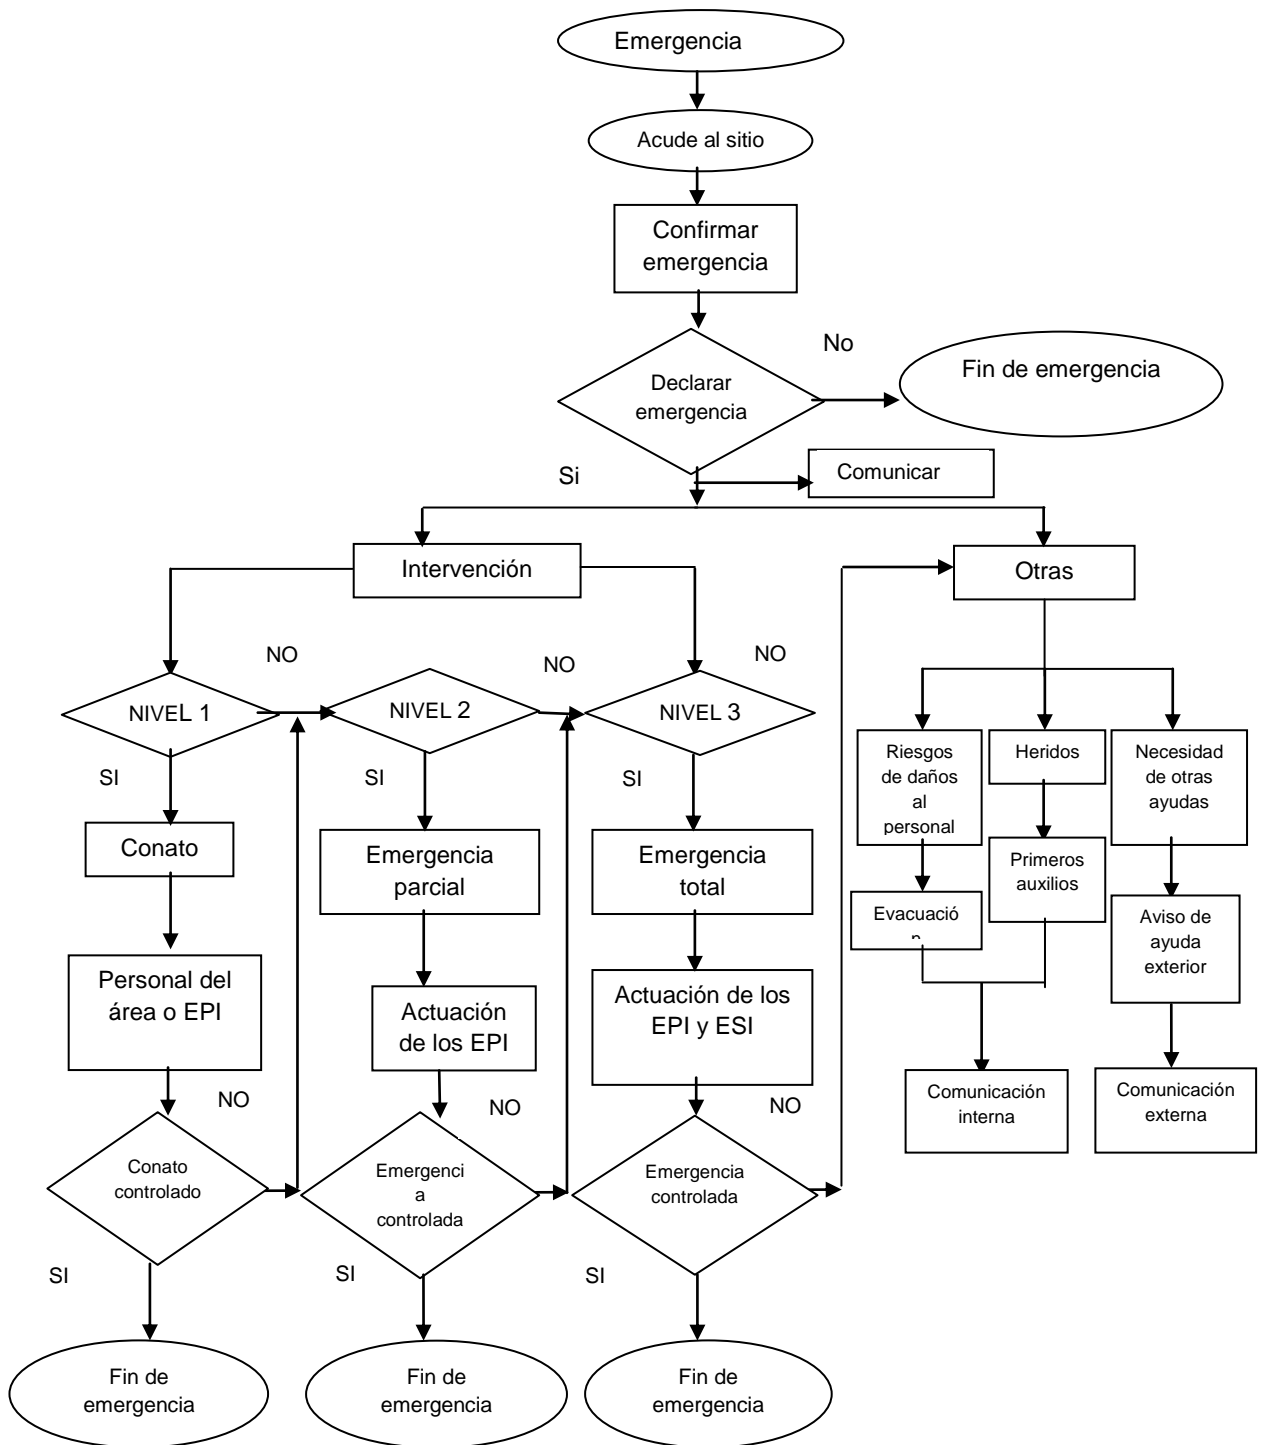 Emergencia
Acude al sitio
Confirmar
emergencia
No
Declarar
emergencia
Fin de emergencia
Si
Comunicar
Intervención
Otras
NO
NO
NO
NIVEL 1
NIVEL 2
NIVEL 3
SI
SI
SI
Riesgos
de daños
al
personal
Heridos
Necesidad
de otras
ayudas
Conato
Emergencia
parcial
Emergencia
total
Primeros
auxilios
Evacuació
n
Aviso de
ayuda
exterior
Personal del
área o EPI
Actuación
de los EPI
Actuación de los
EPI y ESI
Comunicación
interna
Comunicación
externa
NO
NO
NO
Conato
controlado
Emergenci
a
controlada
Emergencia
controlada
SI
SI
SI
Fin de
emergencia
Fin de
emergencia
Fin de
emergencia